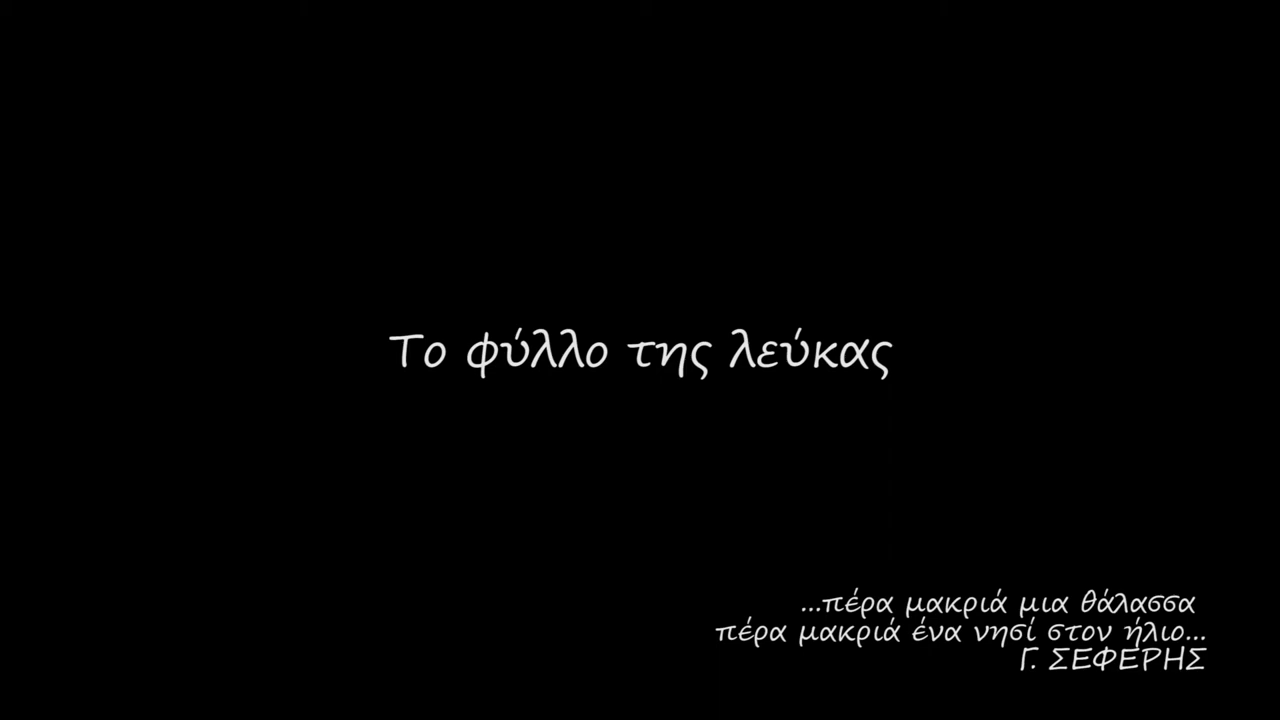 Το φύλλο της λεύκας
...πέρα μακριά μια θάλασσα
πέρα μακριά ένα νησί στον ήλιο...
Γ. ΣΕΦΕΡΗΣ